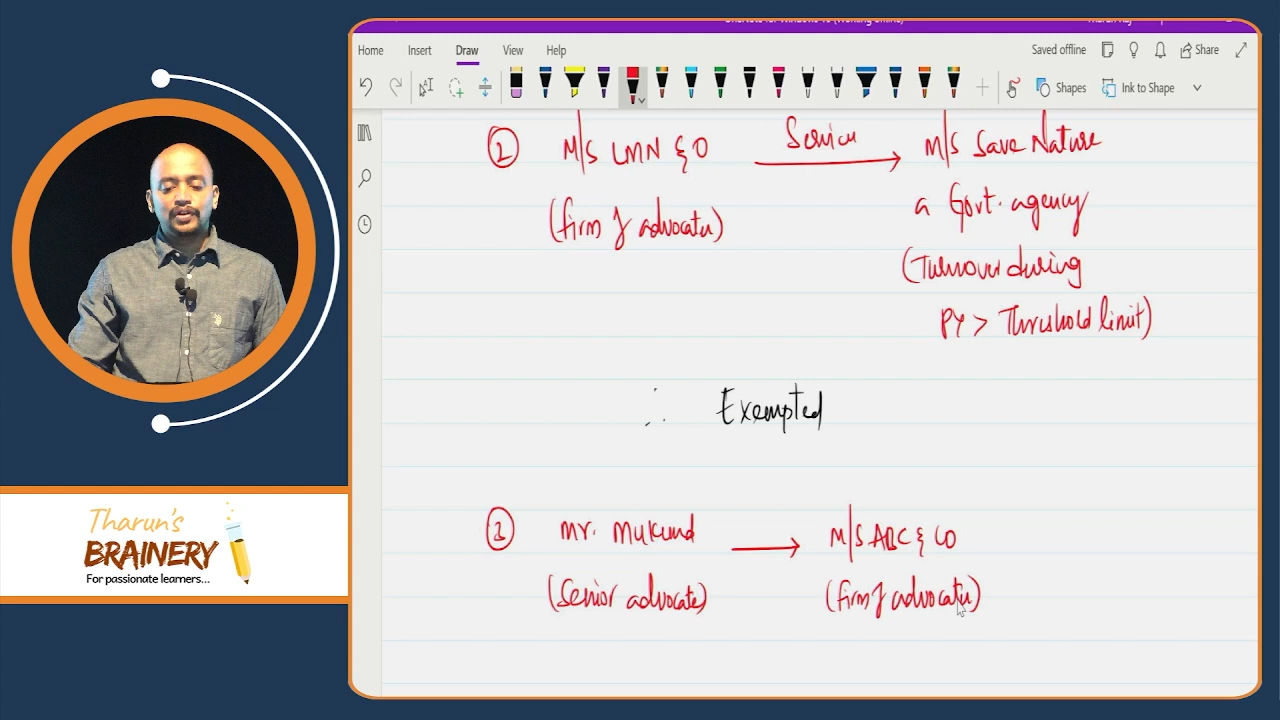 Home Insert Draw View Help Saved offline Share
Shapes Ink to Shape
② M/S LMN & O Service M/S Save Nature
(firm of advocates) a Govt. agency
(Turnover during
PY > Threshold limit)
∴ Exempted
Mr. Mukund M/S ABC & CO
(Senior advocate) (firm of advocates)
Tharun's
BRAINERY
For passionate learners...